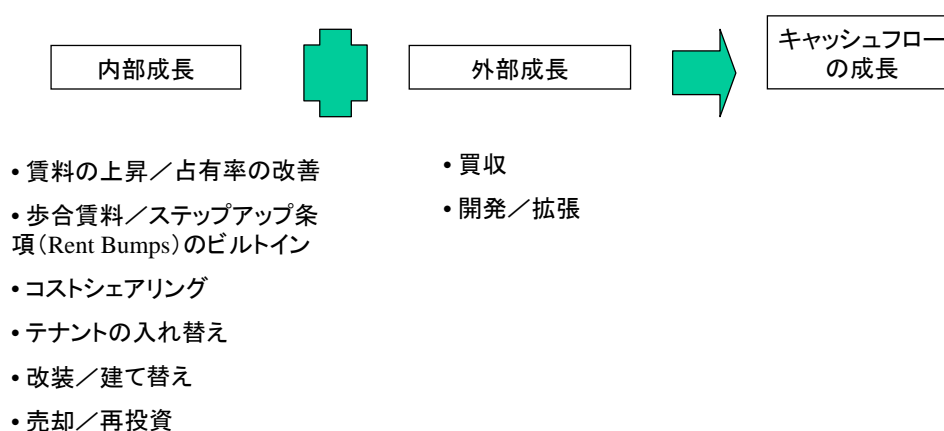 内部成長
外部成長
キャッシュフロー
の成長
• 賃料の上昇／占有率の改善
• 歩合賃料／ステップアップ条
項（Rent Bumps）のビルトイン
• コストシェアリング
• テナントの入れ替え
• 改装／建て替え
• 売却／再投資
• 買収
• 開発／拡張